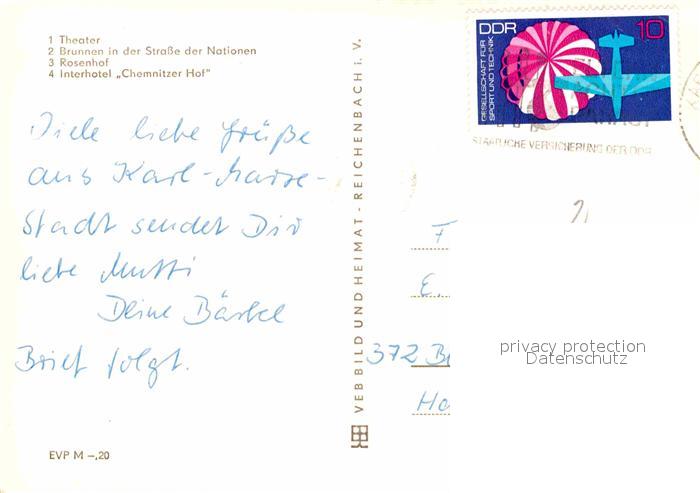 1 Theater
2 Brunnen in der Straße der Nationen
3 Rosenhof
4 Interhotel „Chemnitzer Hof"
Viele liebe Grüße
aus Karl-Marx-
Stadt sendet Dir
liebe Mutti
Deine Bärbel
Brief folgt.
EVP M –,20
VEB BILD UND HEIMAT - REICHENBACH i. V.
DDR
10
GESELLSCHAFT FÜR
SPORT UND TECHNIK
STAATLICHE VERSICHERUNG DER DDR
F
E.
372 B
Ho
privacy protection
Datenschutz